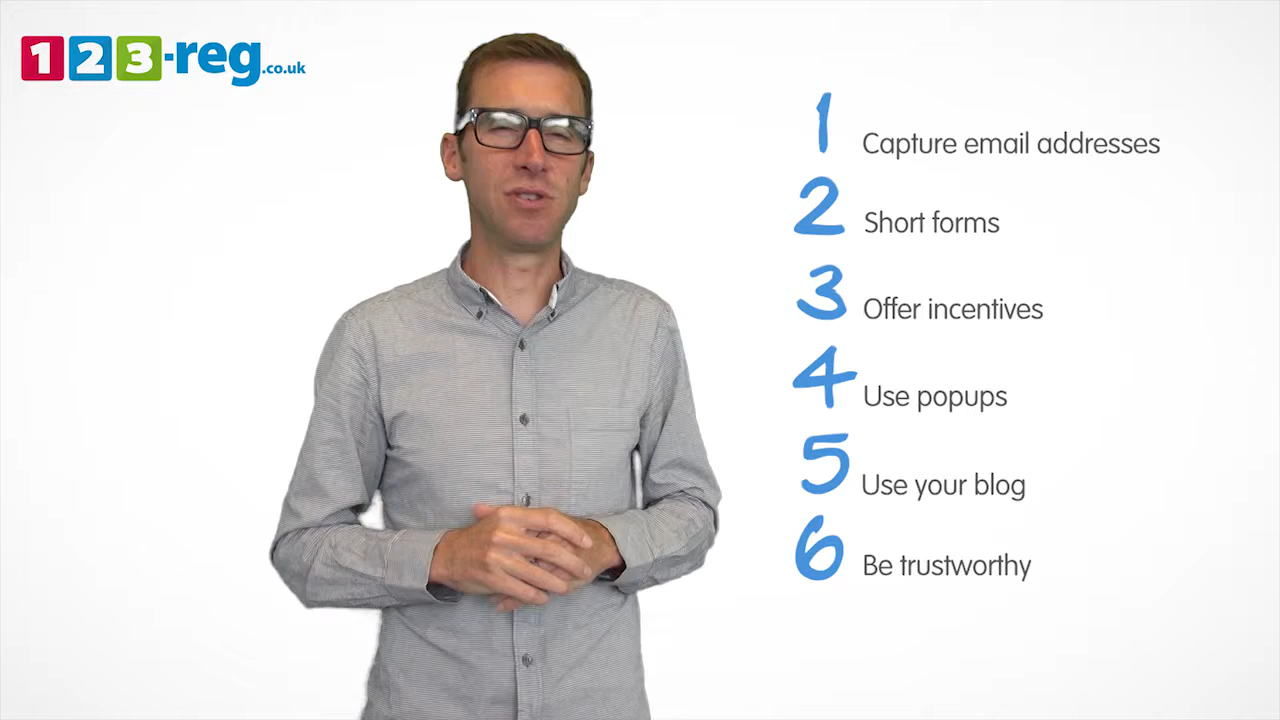 123-reg.co.uk
1 Capture email addresses
2 Short forms
3 Offer incentives
4 Use popups
5 Use your blog
6 Be trustworthy